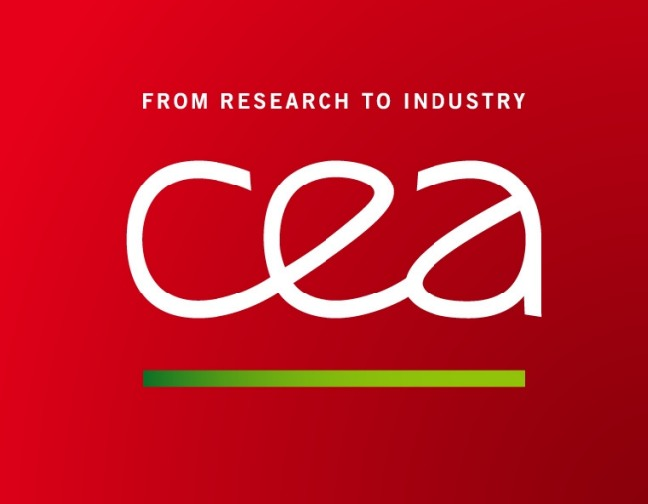 FROM RESEARCH TO INDUSTRY
cea